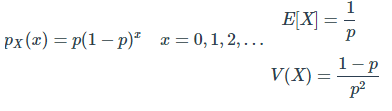 p_X(x) = p(1 − p)^x   x = 0, 1, 2, …
E[X] = 1/p
V(X) = (1 − p)/p^2